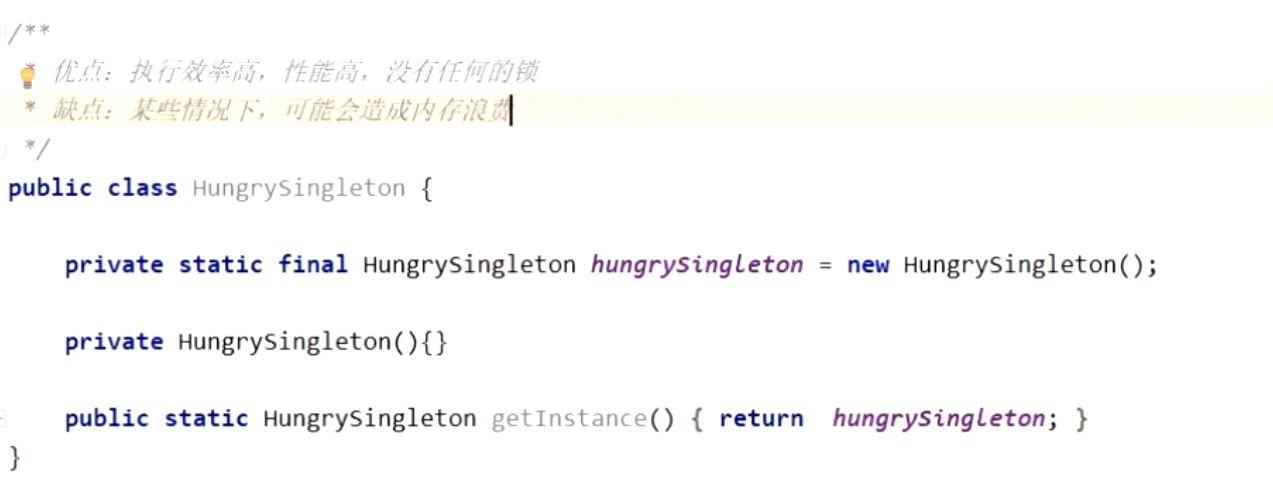 /**
优点：执行效率高，性能高，没有任何的锁
* 缺点：某些情况下，可能会造成内存浪费
*/
public class HungrySingleton {
private static final HungrySingleton hungrySingleton = new HungrySingleton();
private HungrySingleton(){}
public static HungrySingleton getInstance() { return  hungrySingleton; }
}